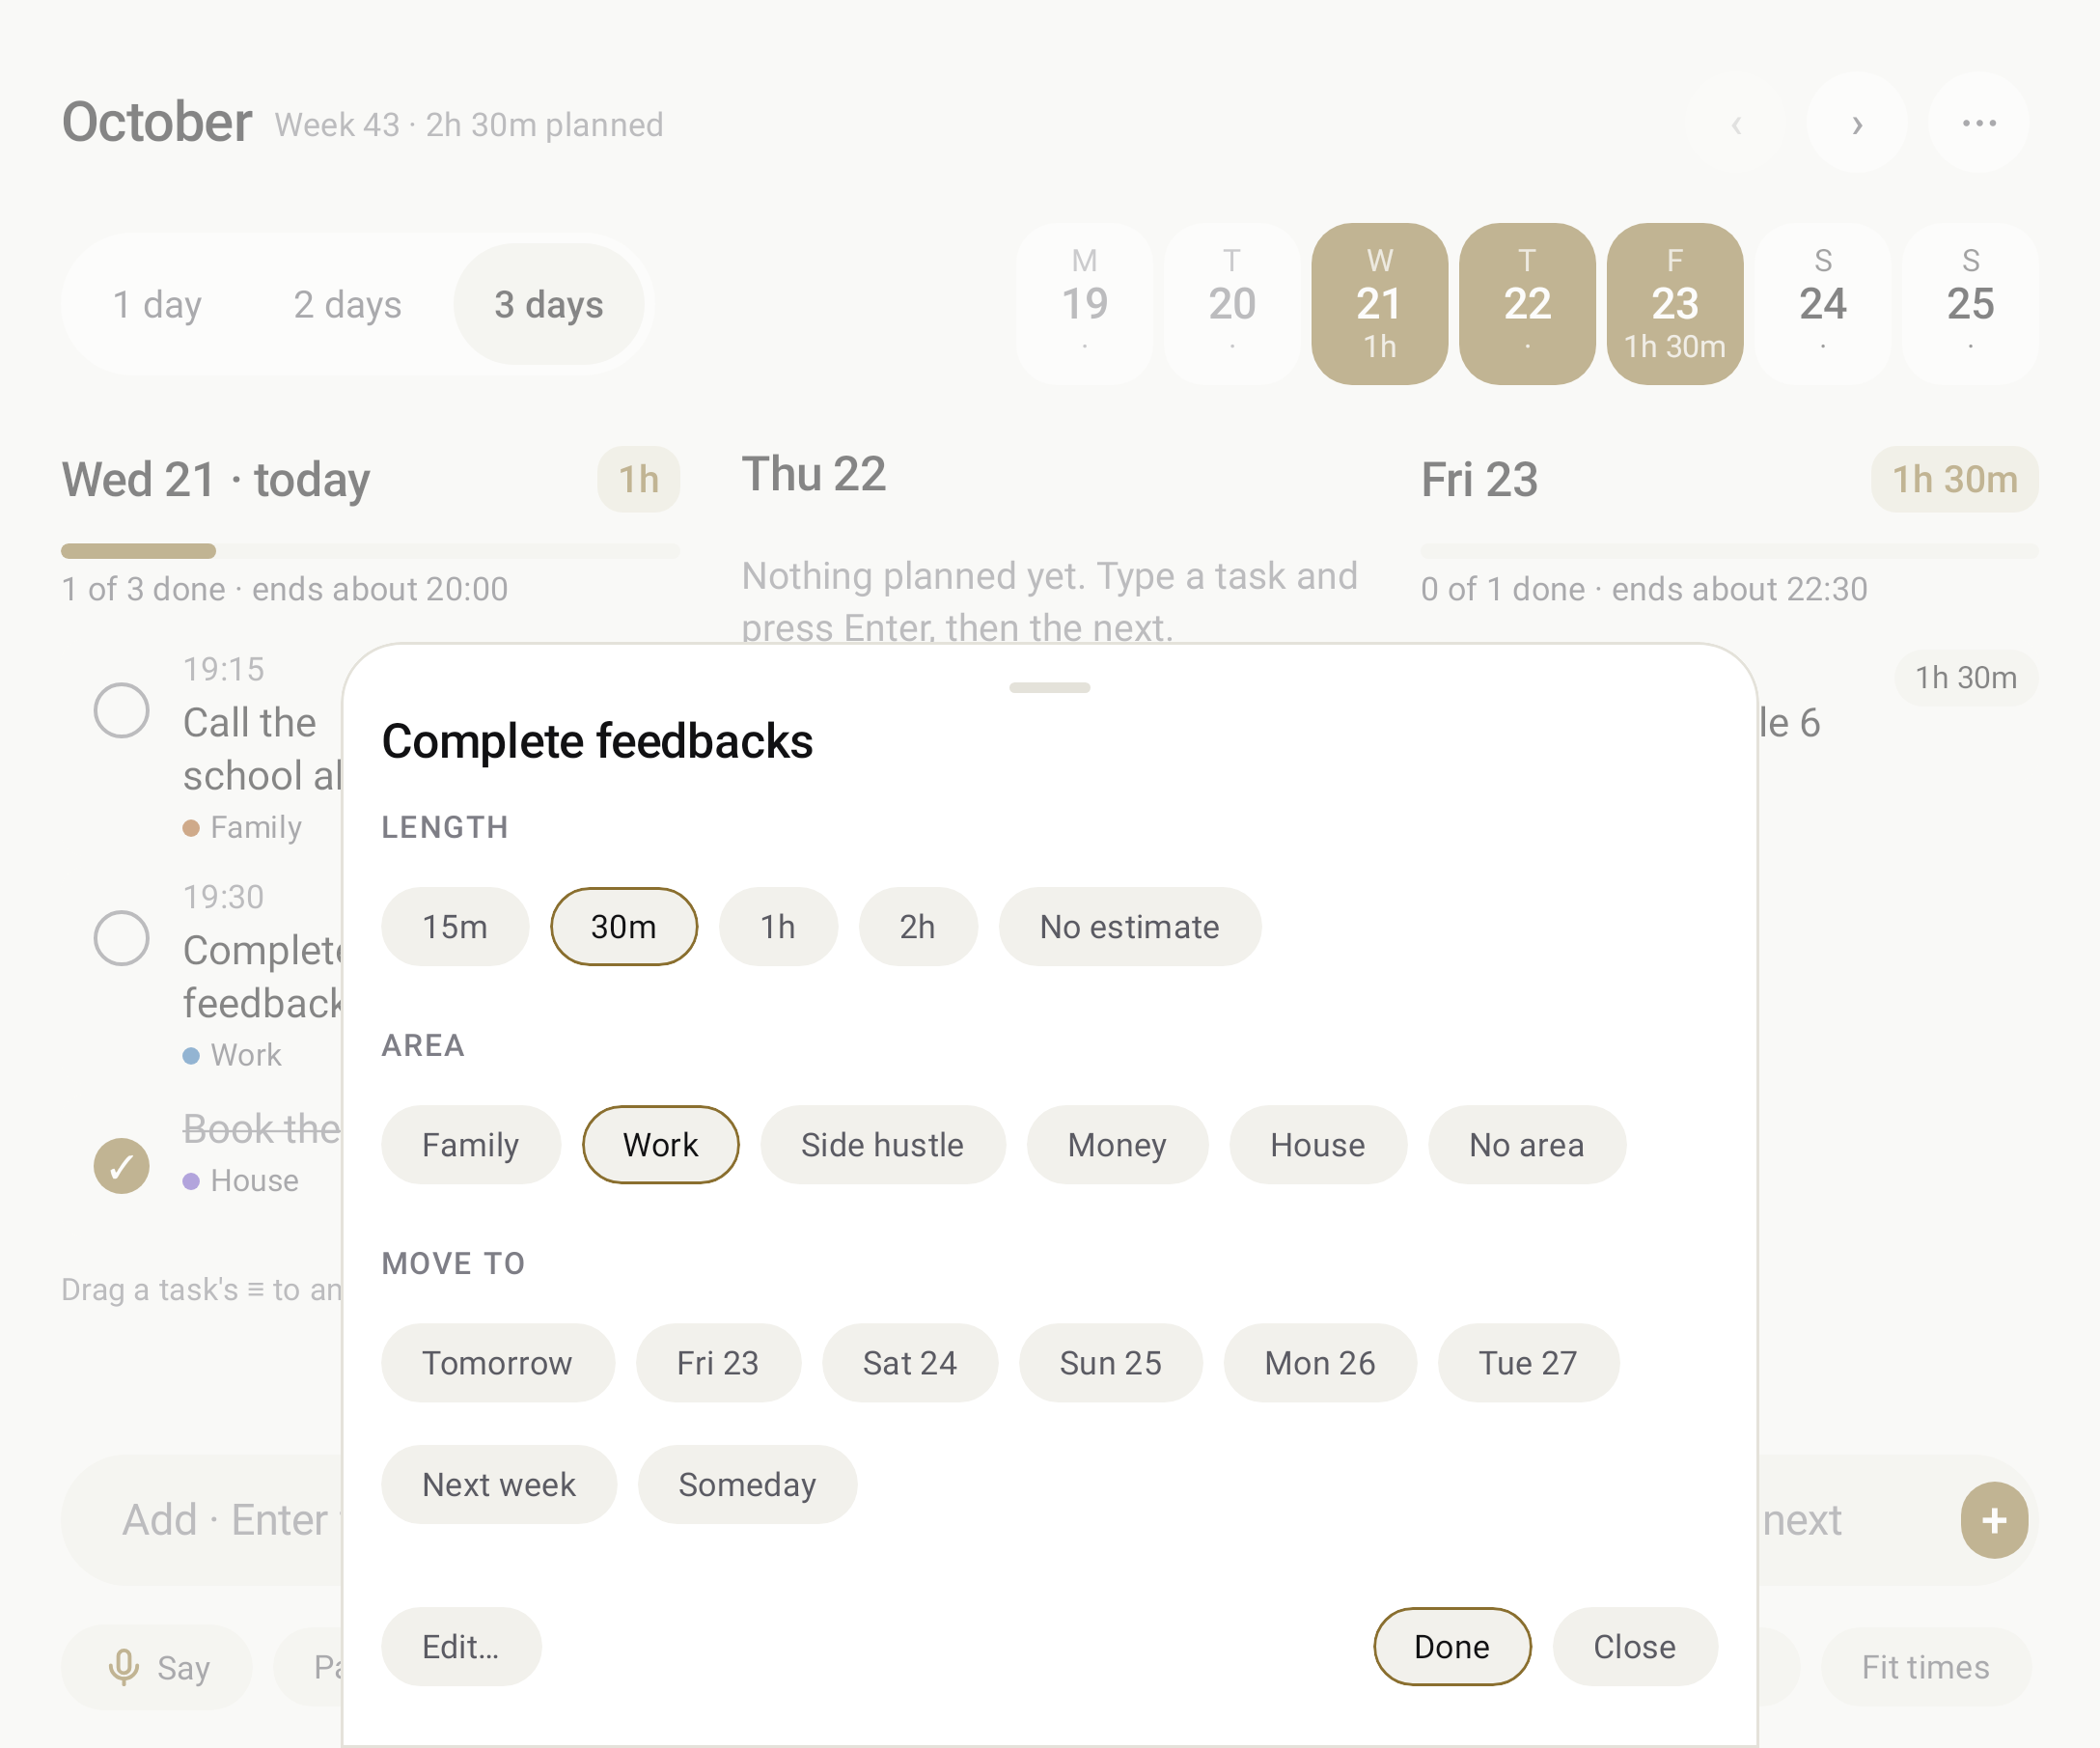 October Week 43 · 2h 30m planned
‹ › ···
1 day 2 days 3 days
M T W T F S S
19 20 21 22 23 24 25
· · 1h · 1h 30m · ·
Wed 21 · today 1h
1 of 3 done · ends about 20:00
19:15
Call the
school
Family
19:30
Work
Book the
House
Drag a task's ≡ to
Thu 22
Nothing planned yet. Type a task and
press Enter, then the next.
Fri 23 1h 30m
0 of 1 done · ends about 22:30
1h 30m
6
Complete feedbacks
LENGTH
15m 30m 1h 2h No estimate
AREA
Family Work Side hustle Money House No area
MOVE TO
Tomorrow Fri 23 Sat 24 Sun 25 Mon 26 Tue 27
Next week Someday
Edit... Done Close
Add · Enter
next +
Say
Fit times